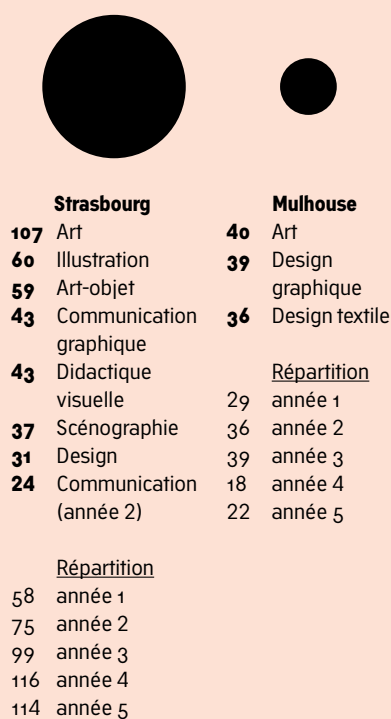 Strasbourg
107 Art
60 Illustration
59 Art-objet
43 Communication
graphique
43 Didactique
visuelle
37 Scénographie
31 Design
24 Communication
(année 2)
Répartition
58 année 1
75 année 2
99 année 3
116 année 4
114 année 5
Mulhouse
40 Art
39 Design
graphique
36 Design textile
Répartition
29 année 1
36 année 2
39 année 3
18 année 4
22 année 5